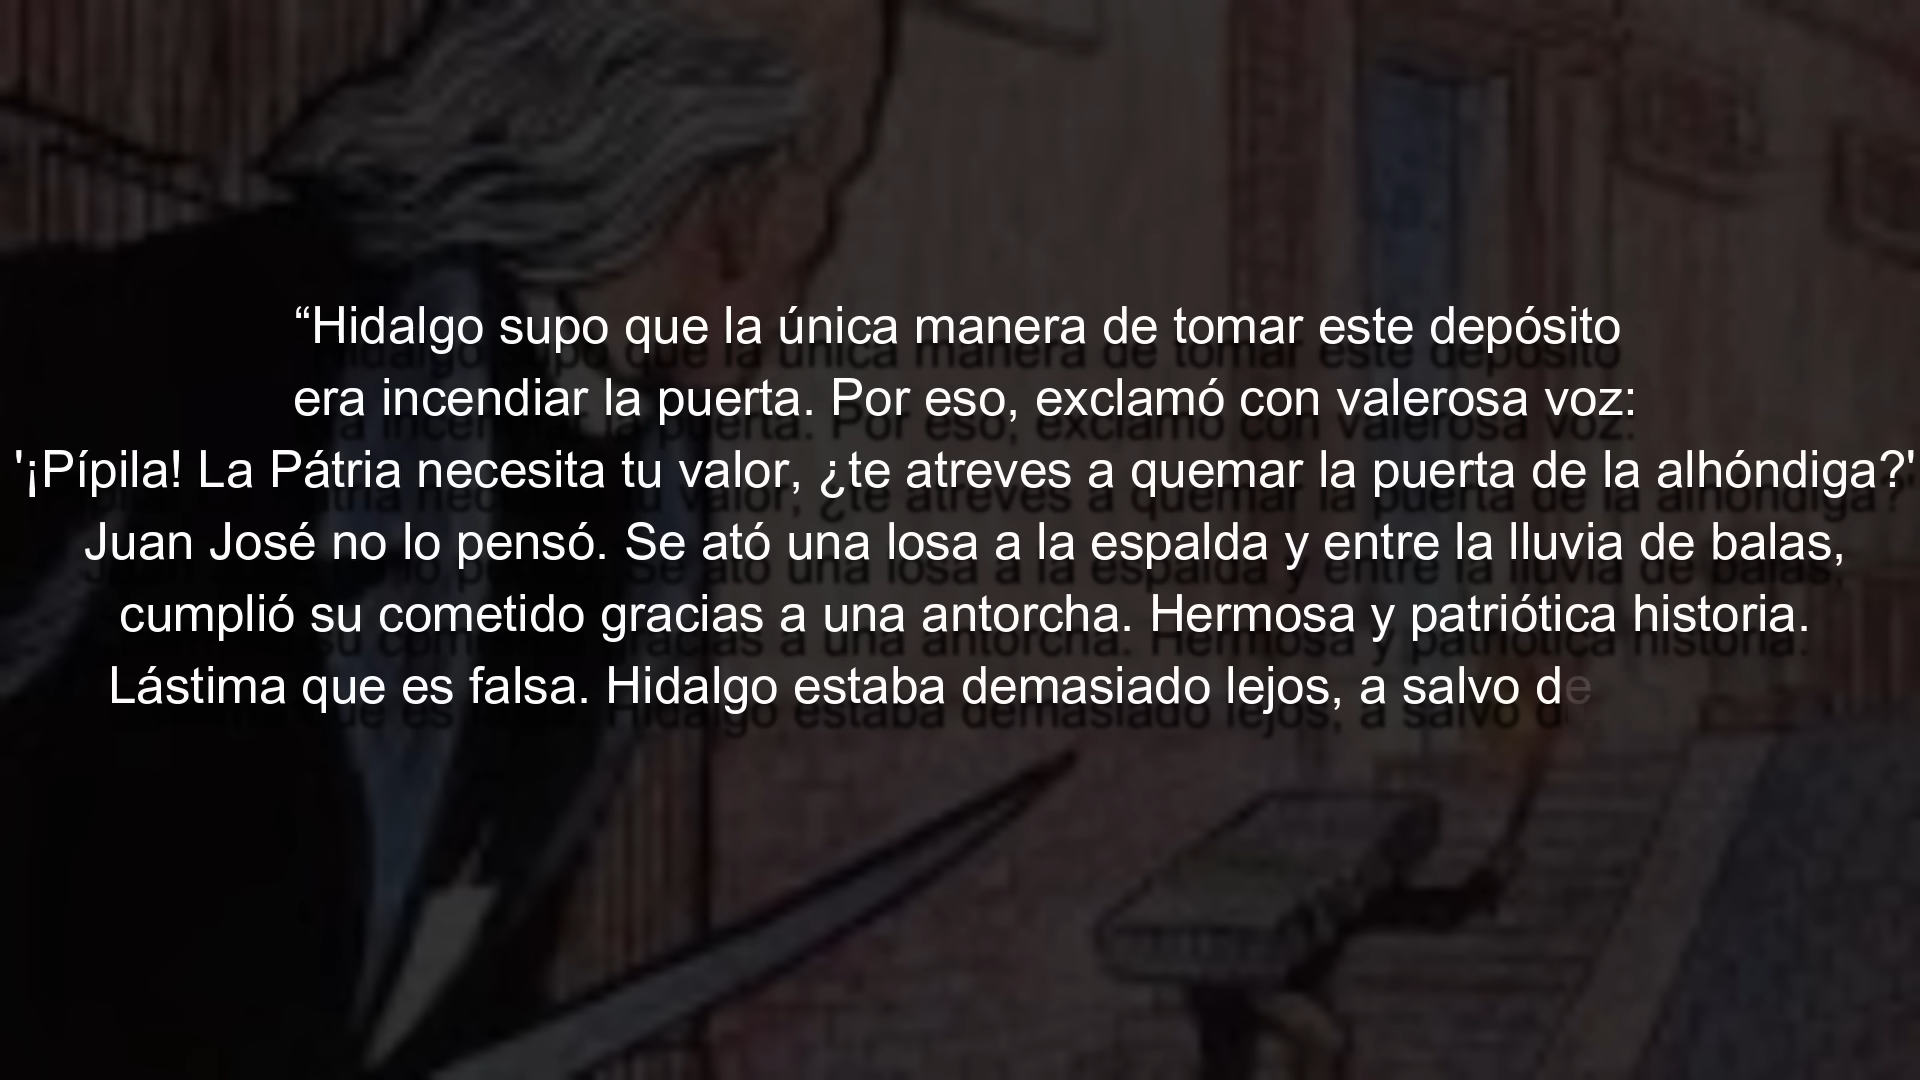 “Hidalgo supo que la única manera de tomar este depósito
era incendiar la puerta. Por eso, exclamó con valerosa voz:
'¡Pípila! La Pátria necesita tu valor, ¿te atreves a quemar la puerta de la alhóndiga?'
Juan José no lo pensó. Se ató una losa a la espalda y entre la lluvia de balas,
cumplió su cometido gracias a una antorcha. Hermosa y patriótica historia.
Lástima que es falsa. Hidalgo estaba demasiado lejos, a salvo de